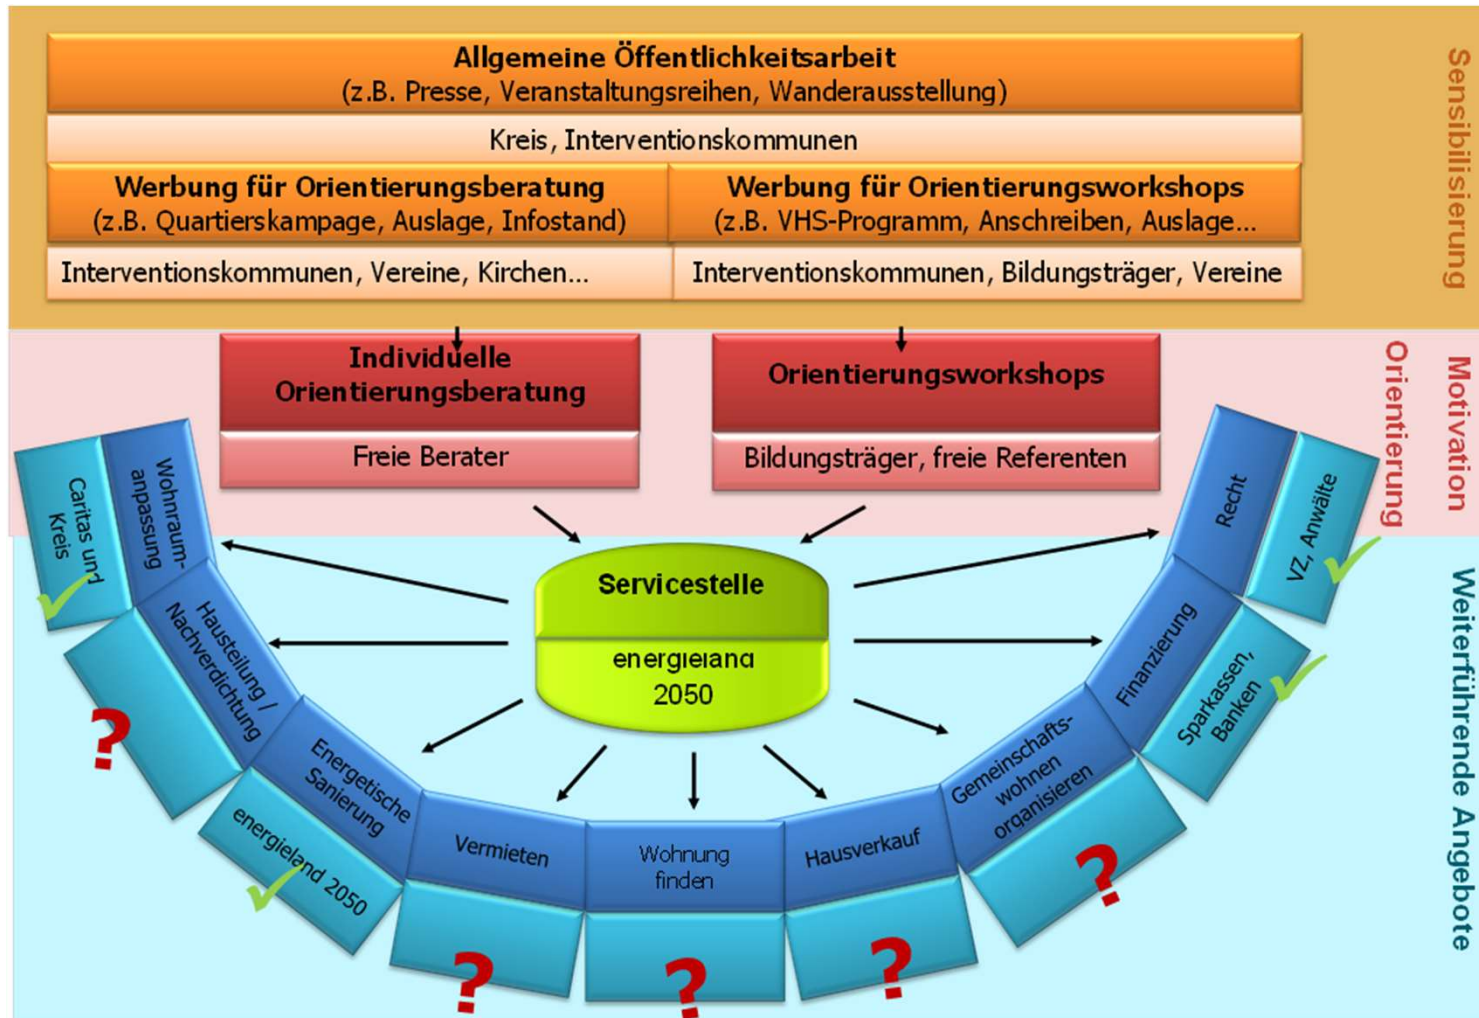 Allgemeine Öffentlichkeitsarbeit
(z.B. Presse, Veranstaltungsreihen, Wanderausstellung)
Kreis, Interventionskommunen
Werbung für Orientierungsberatung
(z.B. Quartierskampage, Auslage, Infostand)
Interventionskommunen, Vereine, Kirchen...
Werbung für Orientierungsworkshops
(z.B. VHS-Programm, Anschreiben, Auslage...
Interventionskommunen, Bildungsträger, Vereine
Sensibilisierung
Individuelle
Orientierungsberatung
Freie Berater
Orientierungsworkshops
Bildungsträger, freie Referenten
Motivation
Orientierung
Servicestelle
energieland
2050
Caritas und
Kreis
Wohnraum-
anpassung
Hausteilung /
Nachverdichtung
?
Energetische
Sanierung
energieland 2050
Vermieten
?
Wohnung
finden
?
Hausverkauf
?
Gemeinschafts-
wohnen
organisieren
?
Finanzierung
Sparkassen,
Banken
Recht
VZ, Anwälte
Weiterführende Angebote